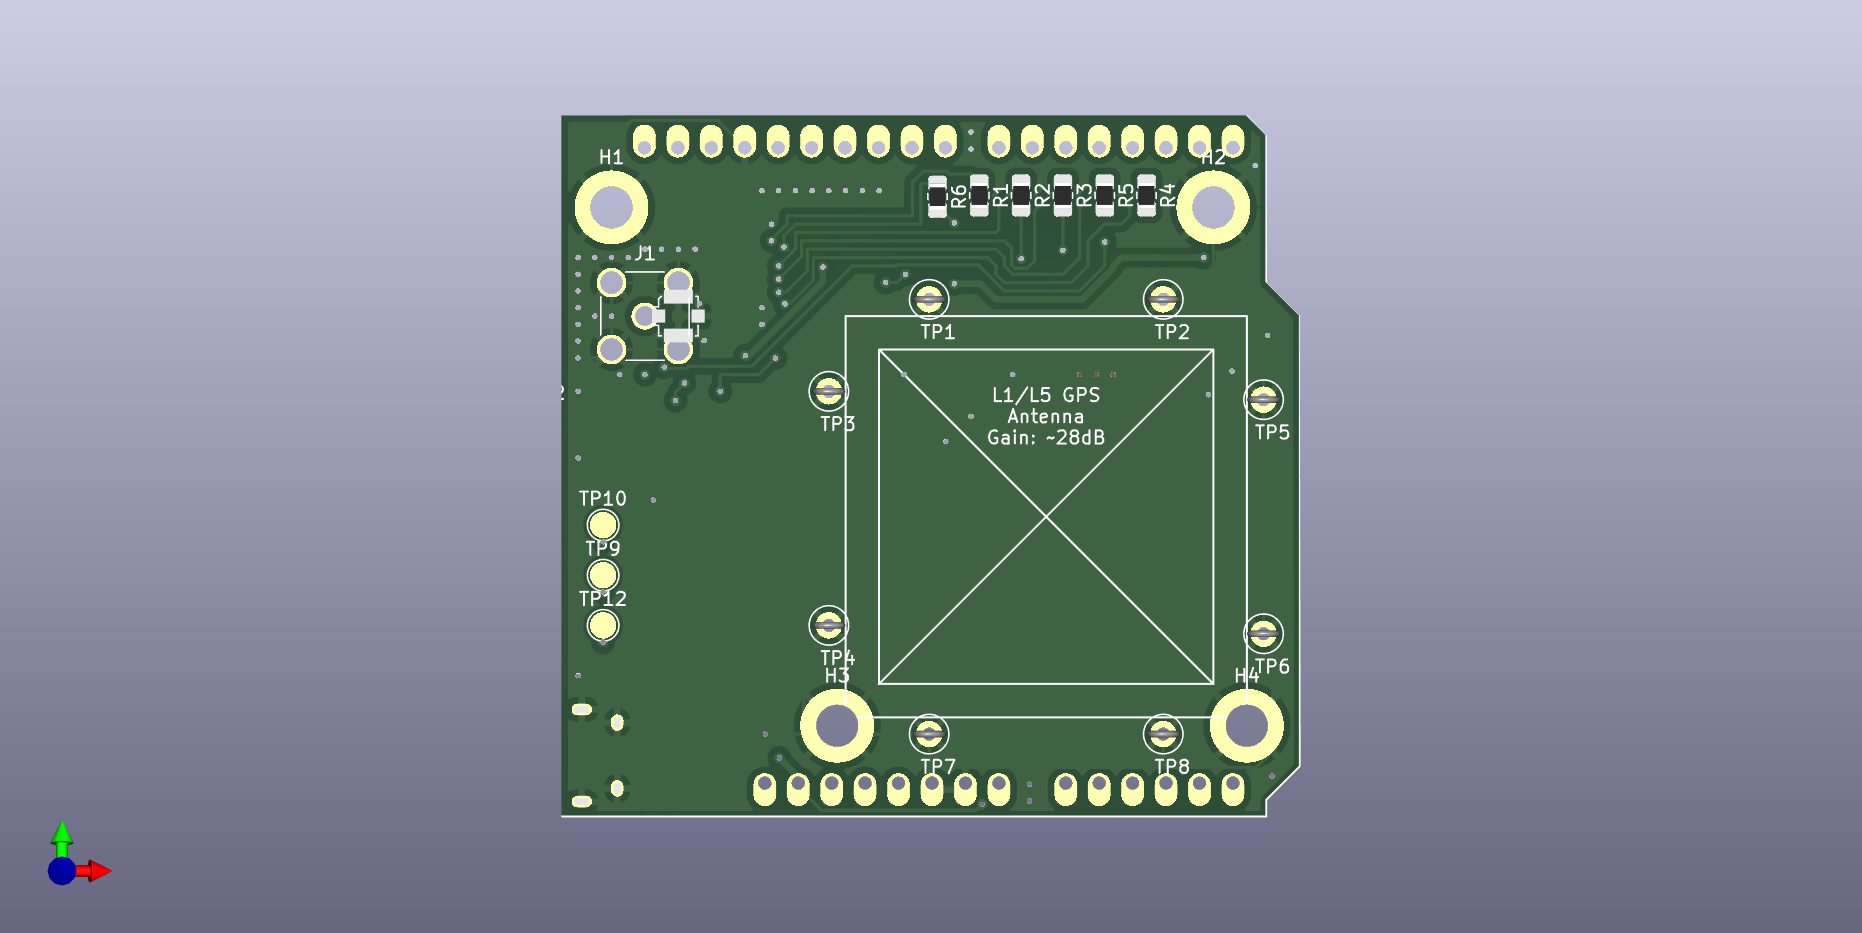 H1
H2
R6
R1
R2
R3
R5
R4
J1
TP1
TP2
L1/L5 GPS
Antenna
Gain: ~28dB
TP3
TP5
TP10
TP9
TP12
TP4
TP6
H3
H4
TP7
TP8